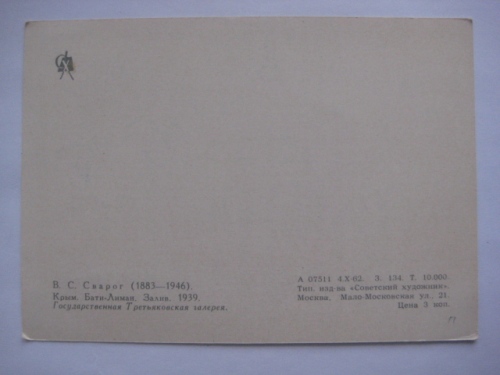 В. С. Сварог (1883—1946).
Крым. Бати-Лиман. Залив. 1939.
Государственная Третьяковская галерея.
А 07311 4.X-62. З. 134. Т. 10.000
Тип. изд-ва «Советский художник»
Москва, Мало-Московская ул., 21.
Цена 3 коп.